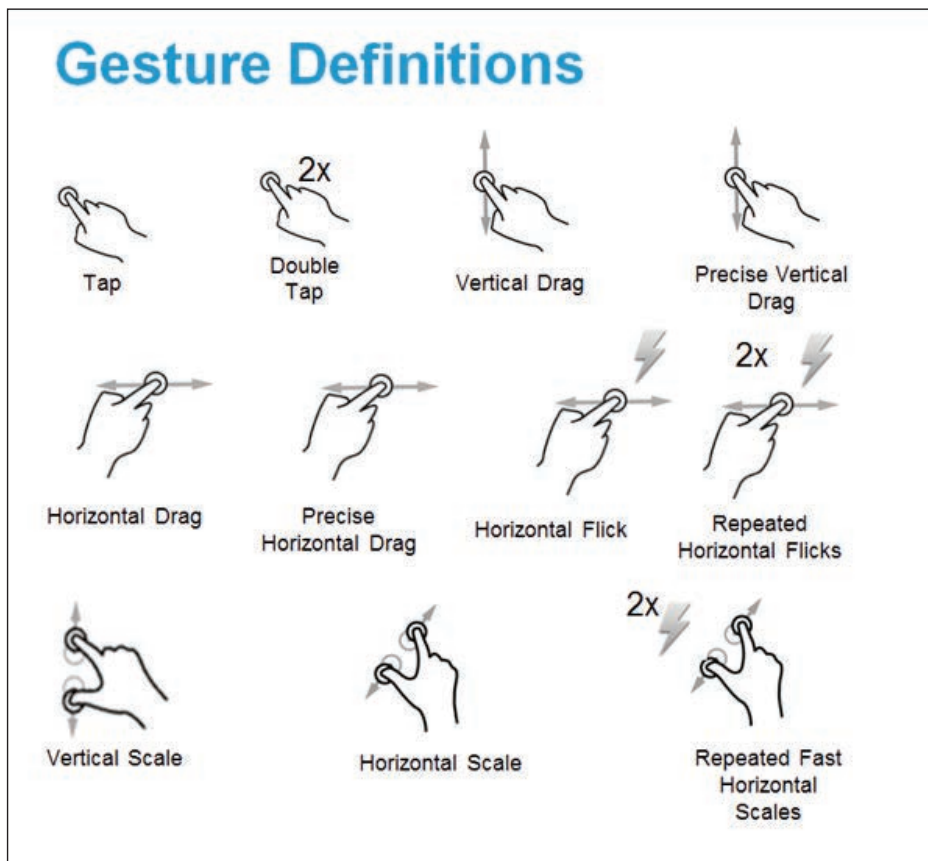 Gesture Definitions
2x
Tap
Double
Tap
Vertical Drag
Precise Vertical
Drag
2x
Horizontal Drag
Precise
Horizontal Drag
Horizontal Flick
Repeated
Horizontal Flicks
2x
Vertical Scale
Horizontal Scale
Repeated Fast
Horizontal
Scales